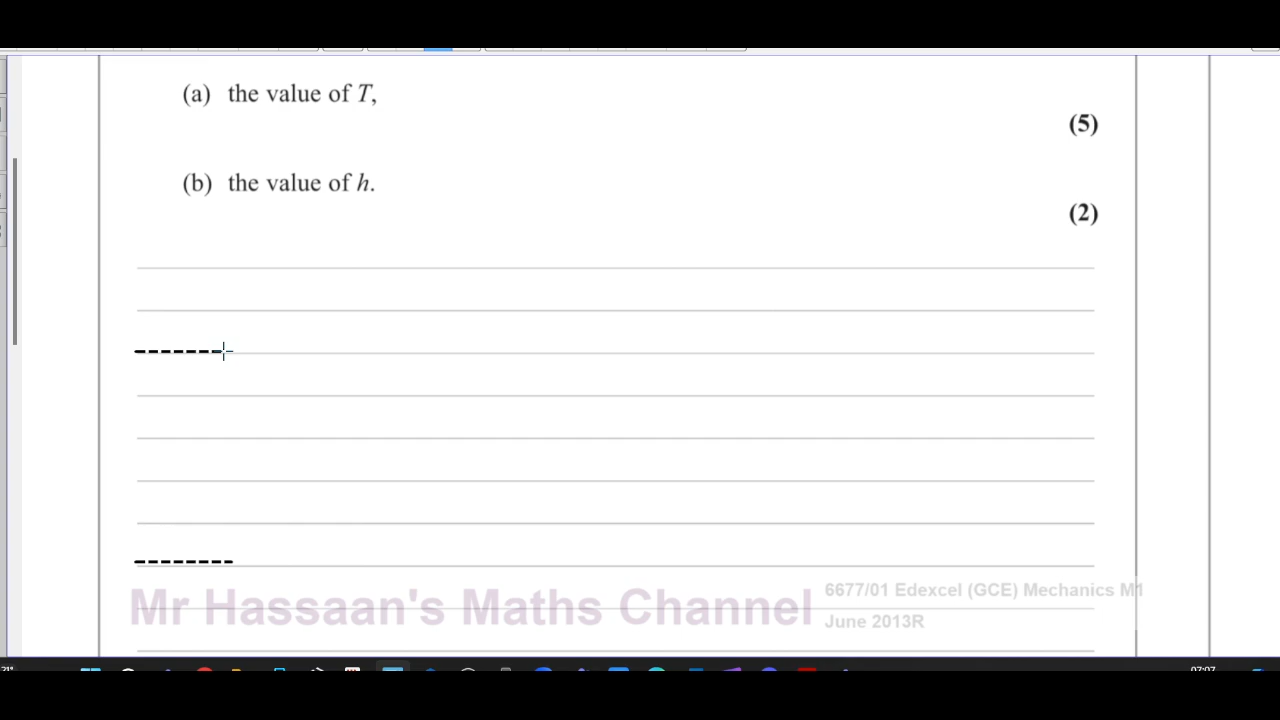 (a) the value of T,
(5)
(b) the value of h.
(2)
Mr Hassaan's Maths Channel
6677/01 Edexcel (GCE) Mechanics M1
June 2013R